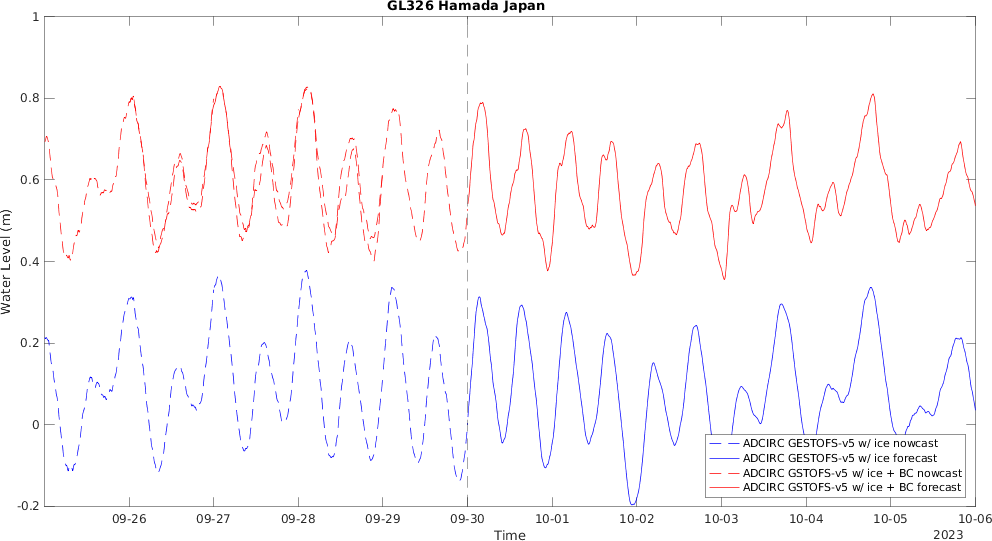 GL326 Hamada Japan
1
0.8
0.6
0.4
0.2
0
-0.2
Water Level (m)
ADCIRC GESTOFS-v5 w/ ice nowcast
ADCIRC GESTOFS-v5 w/ ice forecast
ADCIRC GSTOFS-v5 w/ ice + BC nowcast
ADCIRC GSTOFS-v5 w/ ice + BC forecast
09-26 09-27 09-28 09-29 09-30 10-01 10-02 10-03 10-04 10-05 10-06
Time
2023